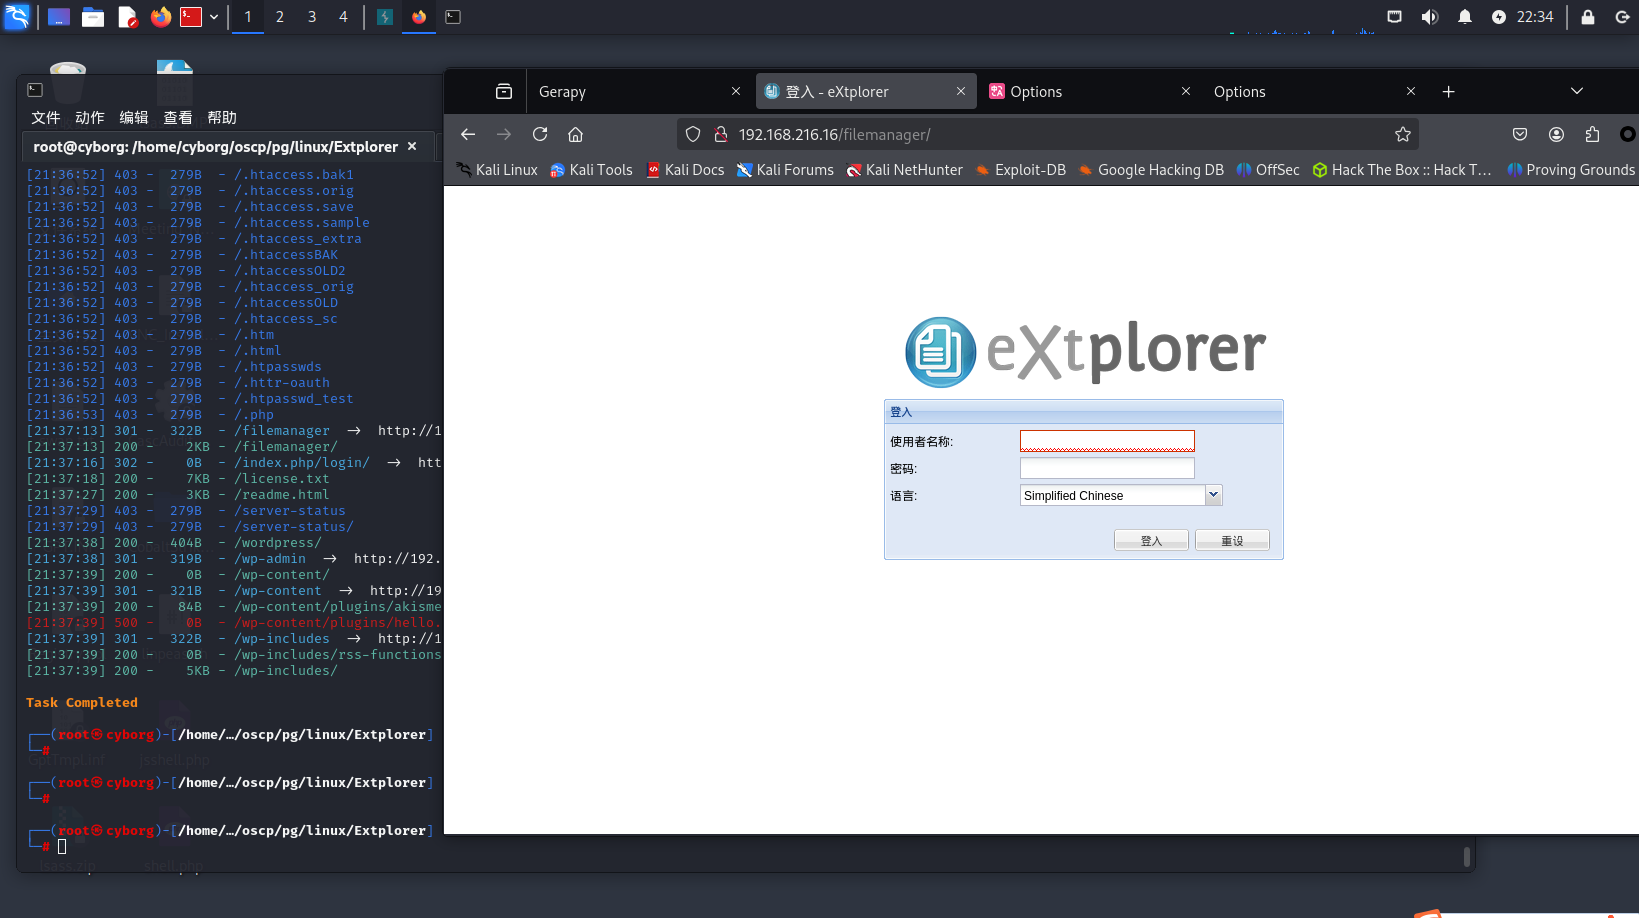 1 2 3 4
22:34
文件 动作 编辑 查看 帮助
root@cyborg: /home/cyborg/oscp/pg/linux/Extplorer
[21:36:52] 403 - 279B - /.htaccess.bak1
[21:36:52] 403 - 279B - /.htaccess.orig
[21:36:52] 403 - 279B - /.htaccess.save
[21:36:52] 403 - 279B - /.htaccess.sample
[21:36:52] 403 - 279B - /.htaccess_extra
[21:36:52] 403 - 279B - /.htaccessBAK
[21:36:52] 403 - 279B - /.htaccessOLD2
[21:36:52] 403 - 279B - /.htaccess_orig
[21:36:52] 403 - 279B - /.htaccessOLD
[21:36:52] 403 - 279B - /.htaccess_sc
[21:36:52] 403 - 279B - /.htm
[21:36:52] 403 - 279B - /.html
[21:36:52] 403 - 279B - /.htpasswds
[21:36:52] 403 - 279B - /.httr-oauth
[21:36:52] 403 - 279B - /.htpasswd_test
[21:36:53] 403 - 279B - /.php
[21:37:13] 301 - 322B - /filemanager → http://1
[21:37:13] 200 - 2KB - /filemanager/
[21:37:16] 302 - 0B - /index.php/login/ → htt
[21:37:18] 200 - 7KB - /license.txt
[21:37:27] 200 - 3KB - /readme.html
[21:37:29] 403 - 279B - /server-status
[21:37:29] 403 - 279B - /server-status/
[21:37:38] 200 - 404B - /wordpress/
[21:37:38] 301 - 319B - /wp-admin → http://192.
[21:37:39] 200 - 0B - /wp-content/
[21:37:39] 301 - 321B - /wp-content → http://19
[21:37:39] 200 - 84B - /wp-content/plugins/akisme
[21:37:39] 500 - 0B - /wp-content/plugins/hello.
[21:37:39] 301 - 322B - /wp-includes → http://1
[21:37:39] 200 - 0B - /wp-includes/rss-functions
[21:37:39] 200 - 5KB - /wp-includes/
Task Completed
┌──(root㉿cyborg)-[/home/…/oscp/pg/linux/Extplorer]
└─#
GptTmpl.inf jsshell.php
┌──(root㉿cyborg)-[/home/…/oscp/pg/linux/Extplorer]
└─#
┌──(root㉿cyborg)-[/home/…/oscp/pg/linux/Extplorer]
└─#
lsass.zip shell.php
Gerapy
登入 - eXtplorer
Options
Options
192.168.216.16/filemanager/
Kali Linux Kali Tools Kali Docs Kali Forums Kali NetHunter Exploit-DB Google Hacking DB OffSec Hack The Box :: Hack T… Proving Grounds
eXtplorer
登入
使用者名称:
密码:
语言: Simplified Chinese
登入 重设